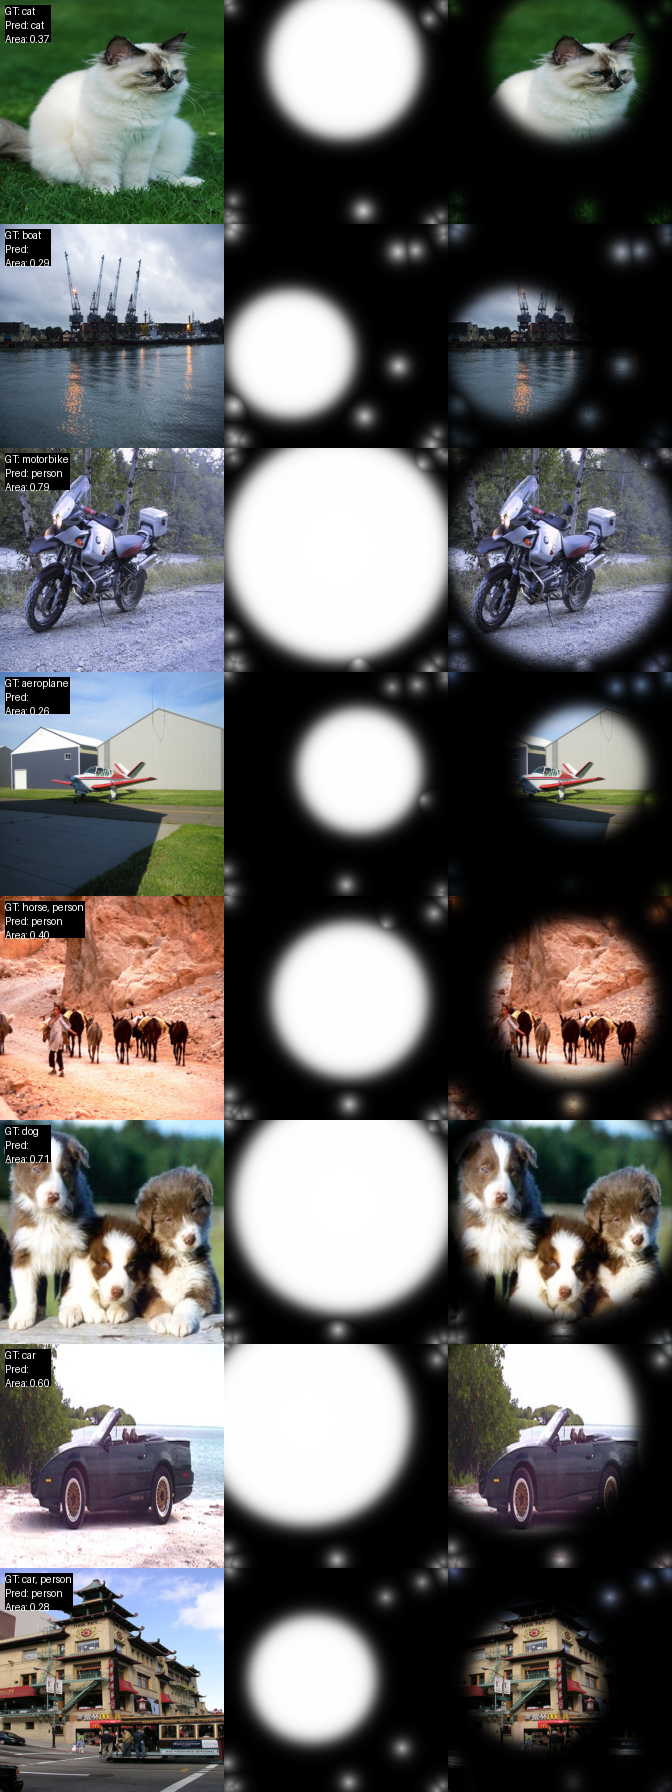 GT: cat
Pred: cat
Area: 0.37
GT: boat
Pred:
Area: 0.29
GT: motorbike
Pred: person
Area: 0.79
GT: aeroplane
Pred:
Area: 0.26
GT: horse, person
Pred: person
Area: 0.40
GT: dog
Pred:
Area: 0.71
GT: car
Pred:
Area: 0.60
GT: car, person
Pred: person
Area: 0.28